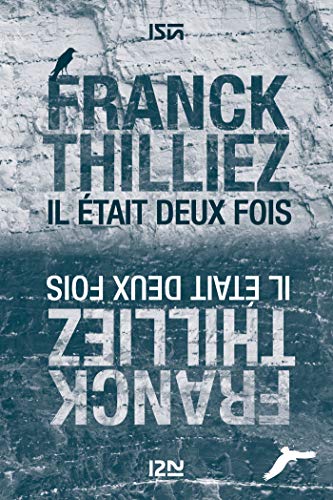 FRANCK
THILLIEZ
IL ÉTAIT DEUX FOIS
FRANCK
THILLIEZ
IL ÉTAIT DEUX FOIS